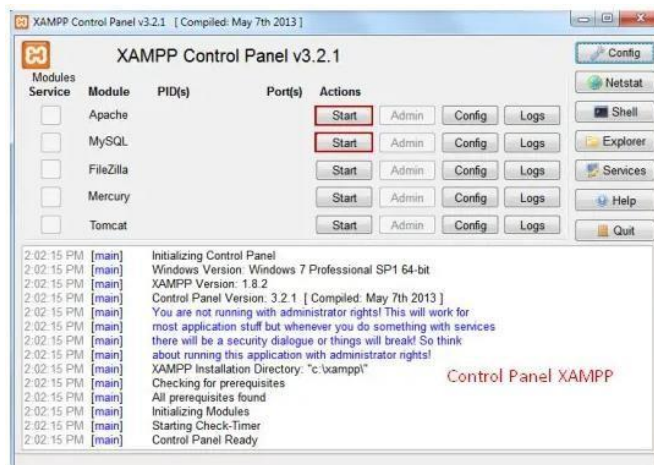 XAMPP Control Panel v3.2.1 [ Compiled: May 7th 2013 ]
XAMPP Control Panel v3.2.1
Config
Netstat
Shell
Explorer
Services
Help
Quit
Modules
Service Module PID(s) Port(s) Actions
Apache Start Admin Config Logs
MySQL Start Admin Config Logs
FileZilla Start Admin Config Logs
Mercury Start Admin Config Logs
Tomcat Start Admin Config Logs
2:02:15 PM [main] Initializing Control Panel
2:02:15 PM [main] Windows Version: Windows 7 Professional SP1 64-bit
2:02:15 PM [main] XAMPP Version: 1.8.2
2:02:15 PM [main] Control Panel Version: 3.2.1 [ Compiled: May 7th 2013 ]
2:02:15 PM [main] You are not running with administrator rights! This will work for
2:02:15 PM [main] most application stuff but whenever you do something with services
2:02:15 PM [main] there will be a security dialogue or things will break! So think
2:02:15 PM [main] about running this application with administrator rights!
2:02:15 PM [main] XAMPP Installation Directory: "c:\xampp\"
2:02:15 PM [main] Checking for prerequisites
2:02:15 PM [main] All prerequisites found
2:02:15 PM [main] Initializing Modules
2:02:15 PM [main] Starting Check-Timer
2:02:15 PM [main] Control Panel Ready
Control Panel XAMPP